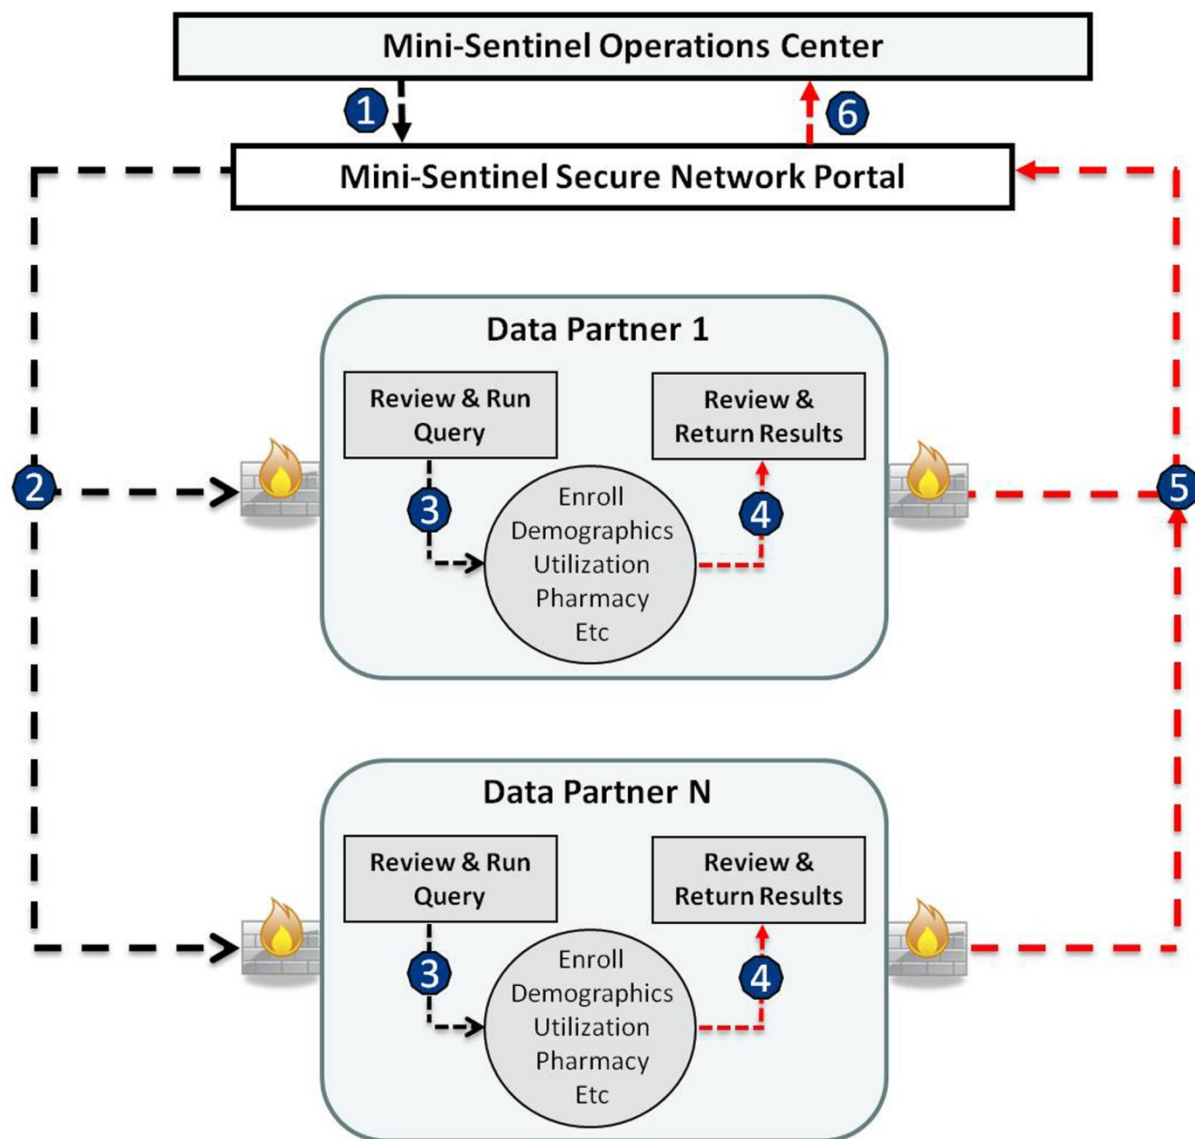 Mini-Sentinel Operations Center
1
6
Mini-Sentinel Secure Network Portal
Data Partner 1
Review & Run
Query
Review &
Return Results
2
3
Enroll
Demographics
Utilization
Pharmacy
Etc
4
5
Data Partner N
Review & Run
Query
Review &
Return Results
3
Enroll
Demographics
Utilization
Pharmacy
Etc
4